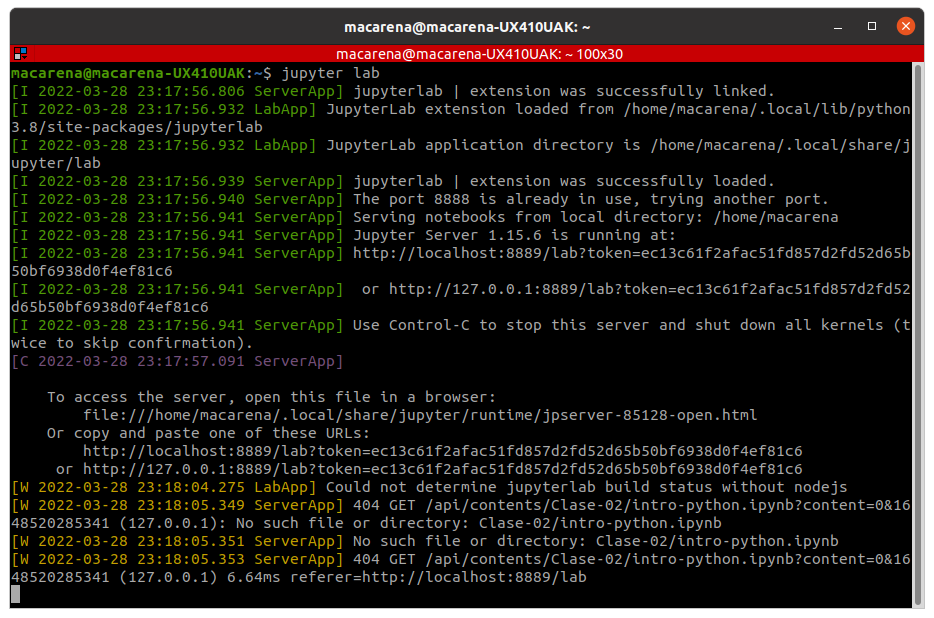 macarena@macarena-UX410UAK: ~
macarena@macarena-UX410UAK: ~ 100x30
macarena@macarena-UX410UAK:~$ jupyter lab
[I 2022-03-28 23:17:56.806 ServerApp] jupyterlab | extension was successfully linked.
[I 2022-03-28 23:17:56.932 LabApp] JupyterLab extension loaded from /home/macarena/.local/lib/python
3.8/site-packages/jupyterlab
[I 2022-03-28 23:17:56.932 LabApp] JupyterLab application directory is /home/macarena/.local/share/j
upyter/lab
[I 2022-03-28 23:17:56.939 ServerApp] jupyterlab | extension was successfully loaded.
[I 2022-03-28 23:17:56.940 ServerApp] The port 8888 is already in use, trying another port.
[I 2022-03-28 23:17:56.941 ServerApp] Serving notebooks from local directory: /home/macarena
[I 2022-03-28 23:17:56.941 ServerApp] Jupyter Server 1.15.6 is running at:
[I 2022-03-28 23:17:56.941 ServerApp] http://localhost:8889/lab?token=ec13c61f2afac51fd857d2fd52d65b
50bf6938d0f4ef81c6
[I 2022-03-28 23:17:56.941 ServerApp]  or http://127.0.0.1:8889/lab?token=ec13c61f2afac51fd857d2fd52
d65b50bf6938d0f4ef81c6
[I 2022-03-28 23:17:56.941 ServerApp] Use Control-C to stop this server and shut down all kernels (t
wice to skip confirmation).
[C 2022-03-28 23:17:57.091 ServerApp]
To access the server, open this file in a browser:
file:///home/macarena/.local/share/jupyter/runtime/jpserver-85128-open.html
Or copy and paste one of these URLs:
http://localhost:8889/lab?token=ec13c61f2afac51fd857d2fd52d65b50bf6938d0f4ef81c6
or http://127.0.0.1:8889/lab?token=ec13c61f2afac51fd857d2fd52d65b50bf6938d0f4ef81c6
[W 2022-03-28 23:18:04.275 LabApp] Could not determine jupyterlab build status without nodejs
[W 2022-03-28 23:18:05.349 ServerApp] 404 GET /api/contents/Clase-02/intro-python.ipynb?content=0&16
48520285341 (127.0.0.1): No such file or directory: Clase-02/intro-python.ipynb
[W 2022-03-28 23:18:05.351 ServerApp] No such file or directory: Clase-02/intro-python.ipynb
[W 2022-03-28 23:18:05.353 ServerApp] 404 GET /api/contents/Clase-02/intro-python.ipynb?content=0&16
48520285341 (127.0.0.1) 6.64ms referer=http://localhost:8889/lab